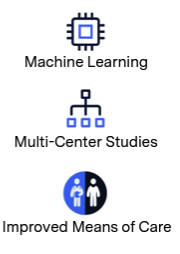 Machine Learning
Multi-Center Studies
Improved Means of Care